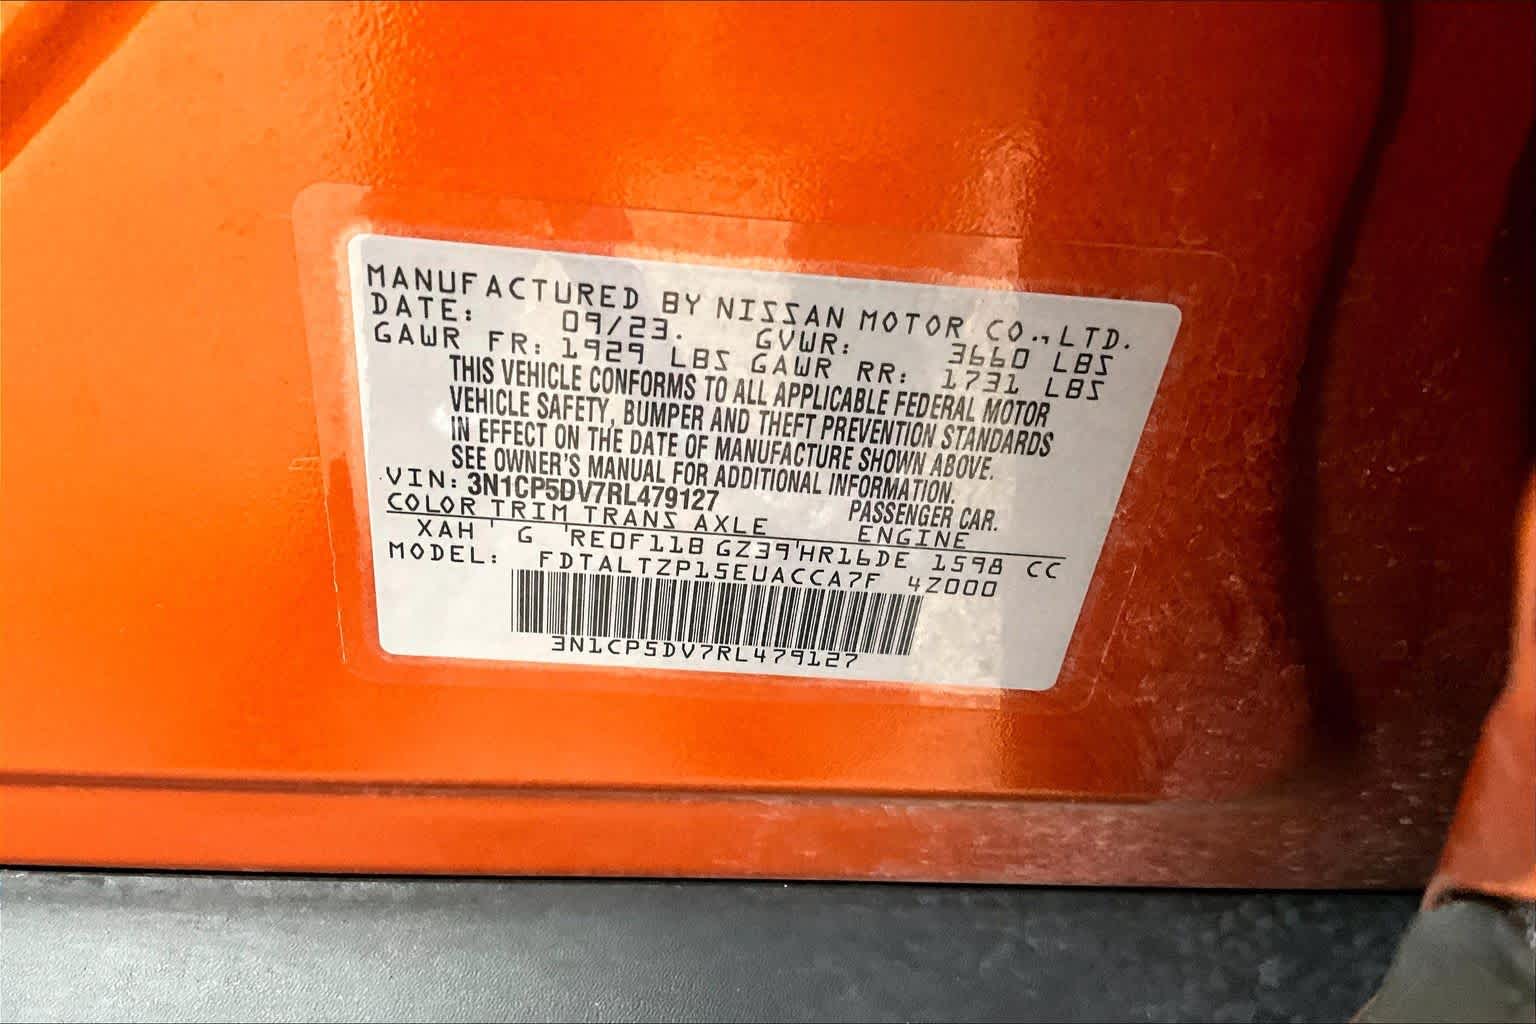 MANUFACTURED BY NISSAN MOTOR CO.,LTD.
DATE: 09/23. GVWR: 3660 LBS
GAWR FR: 1929 LBS GAWR RR: 1731 LBS
THIS VEHICLE CONFORMS TO ALL APPLICABLE FEDERAL MOTOR
VEHICLE SAFETY, BUMPER AND THEFT PREVENTION STANDARDS
IN EFFECT ON THE DATE OF MANUFACTURE SHOWN ABOVE.
SEE OWNER'S MANUAL FOR ADDITIONAL INFORMATION.
VIN: 3N1CP5DV7RL479127 PASSENGER CAR.
COLOR TRIM TRANS AXLE ENGINE
XAH G RE0F11B GZ39 HR16DE 1598 CC
MODEL: FDTALTZP15EUACCA7F 4Z000
3N1CP5DV7RL479127